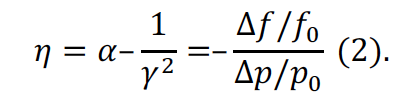 η = α − 1/γ² = − (Δf/f₀)/(Δp/p₀) (2).